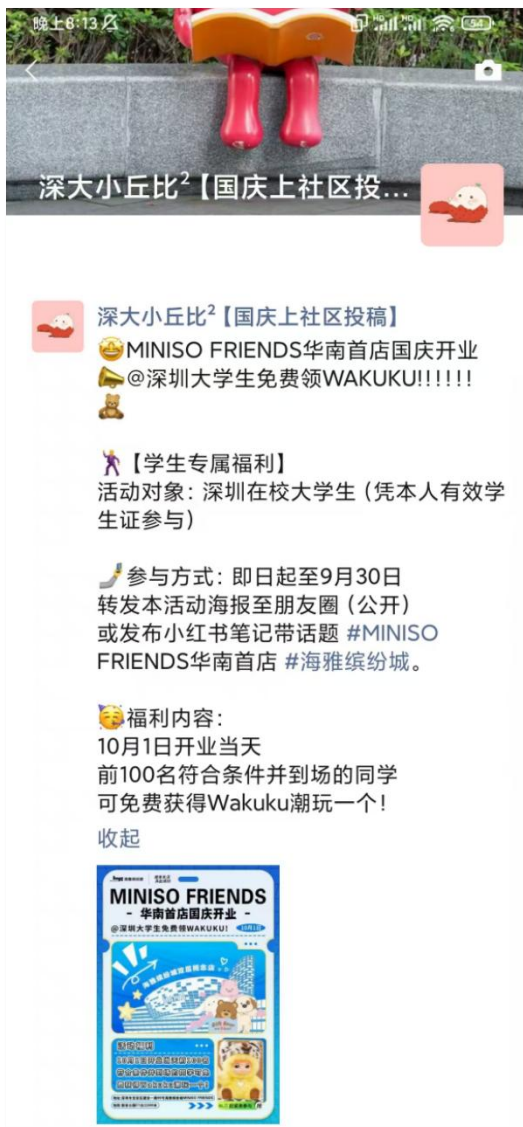 晚上8:13
54
深大小丘比²【国庆上社区投...
深大小丘比²【国庆上社区投稿】
🤩MINISO FRIENDS华南首店国庆开业
📣@深圳大学生免费领WAKUKU!!!!!!
🧸
🕺【学生专属福利】
活动对象：深圳在校大学生（凭本人有效学
生证参与）
🤳参与方式：即日起至9月30日
转发本活动海报至朋友圈（公开）
或发布小红书笔记带话题 #MINISO
FRIENDS华南首店 #海雅缤纷城。
🥳福利内容：
10月1日开业当天
前100名符合条件并到场的同学
可免费获得Wakuku潮玩一个！
收起
MINISO FRIENDS
- 华南首店国庆开业 -
@深圳大学生免费领WAKUKU!
10月1日